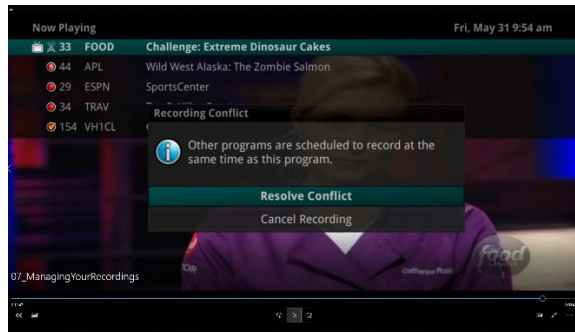 Now Playing
Fri, May 31 9:54 am
33 FOOD Challenge: Extreme Dinosaur Cakes
44 APL Wild West Alaska: The Zombie Salmon
29 ESPN SportsCenter
34 TRAV
154 VH1CL
Recording Conflict
Other programs are scheduled to record at the
same time as this program.
Resolve Conflict
Cancel Recording
food
07_ManagingYourRecordings